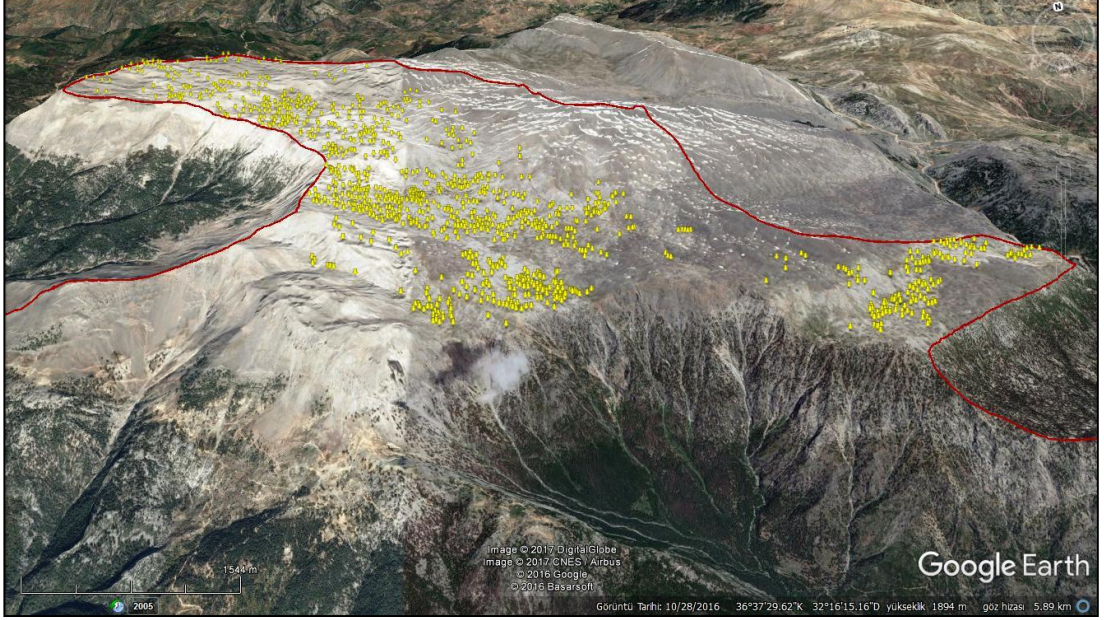 N
Image © 2017 DigitalGlobe
Image © 2017 CNES / Airbus
© 2016 Google
© 2016 Basarsoft
Google Earth
1544 m
2005
Görüntü Tarihi: 10/28/2016 36°37'29.62"K 32°16'15.16"D yükseklik 1894 m göz hizası 5.89 km